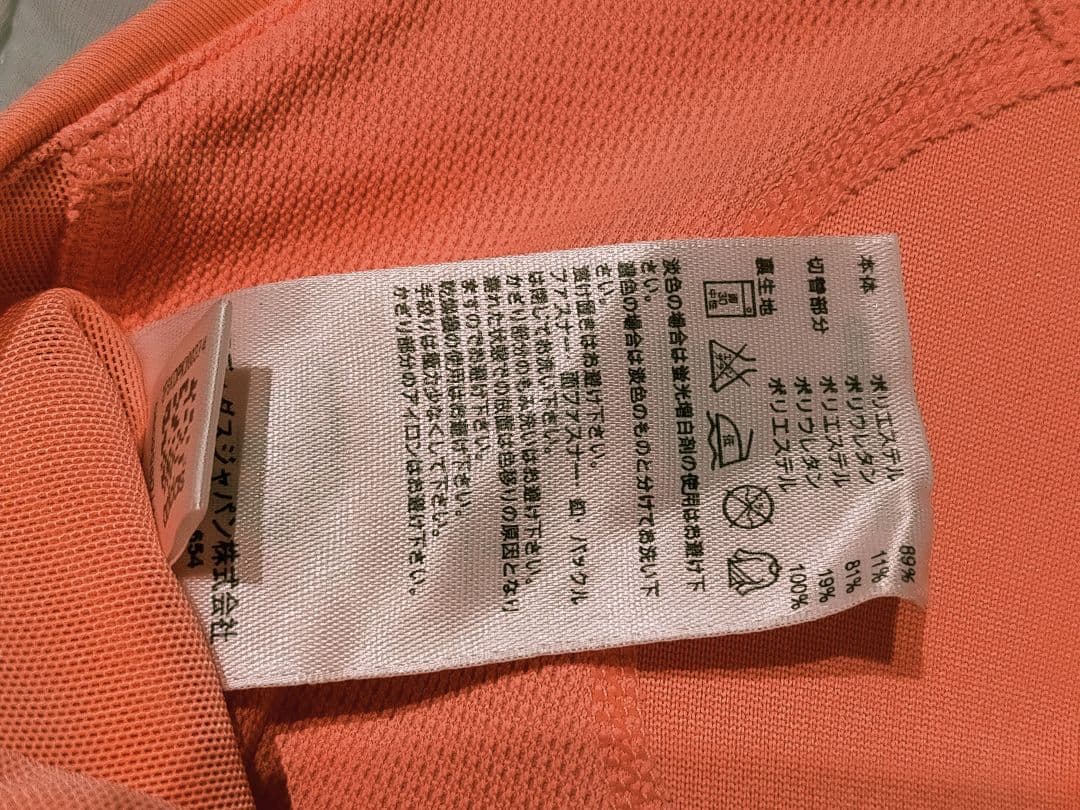 本体 ポリエステル 89%
ポリウレタン 11%
切替部分 ポリエステル 81%
ポリウレタン 19%
裏生地 ポリエステル 100%
淡色の場合は蛍光増白剤の使用はお避け下
さい。
濃色の場合は淡色のものと分けてお洗い下
さい。
漬け置きはお避け下さい。
ファスナー・面ファスナー・釦・バックル
は閉じてお洗い下さい。
かざり部分のもみ洗いはお避け下さい。
濡れた状態での放置は色移りの原因となり
ますのでお避け下さい。
乾燥機の使用はお避け下さい。
手絞りは魔力少なくして下さい。
かざり部分のアイロンはお避け下さい。
ダスジャパン株式会社
654